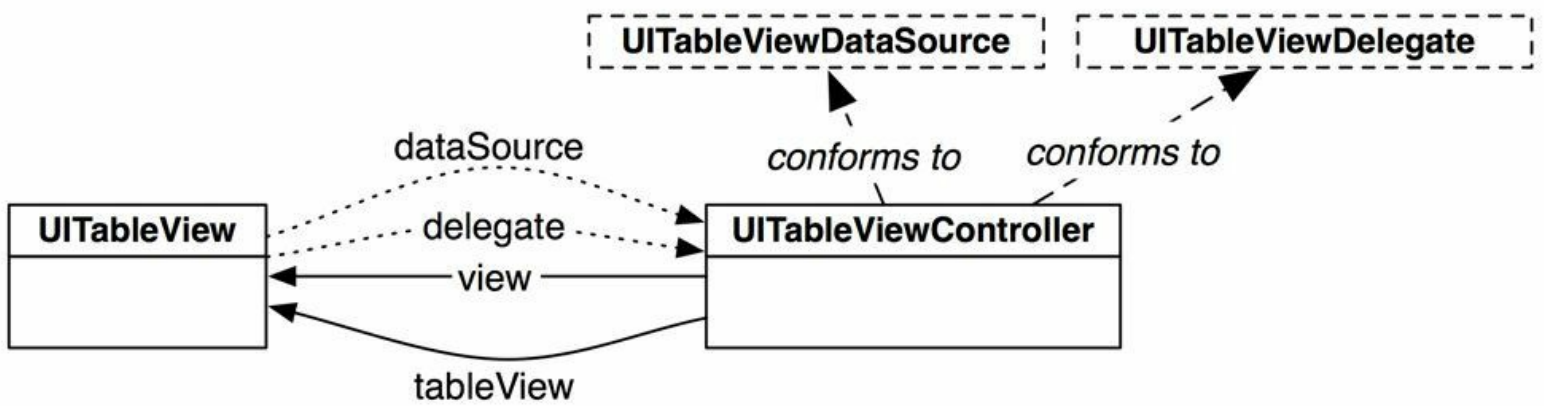 UITableViewDataSource
UITableViewDelegate
dataSource
conforms to
conforms to
UITableView
delegate
UITableViewController
view
tableView